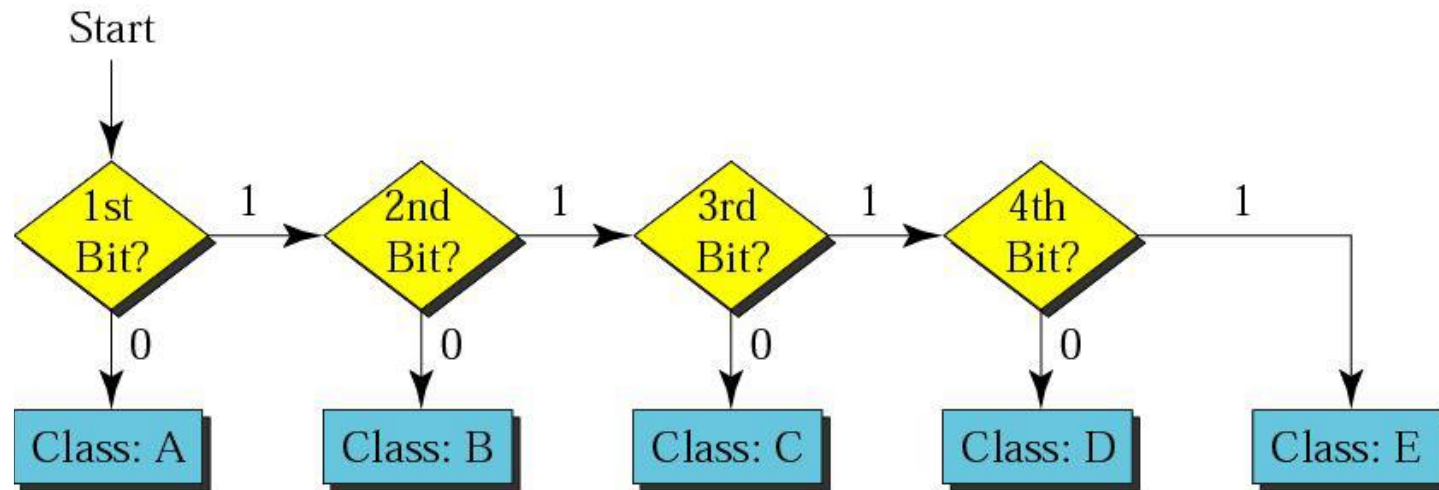 Start
1st
Bit?
1
2nd
Bit?
1
3rd
Bit?
1
4th
Bit?
1
0
0
0
0
Class: A
Class: B
Class: C
Class: D
Class: E